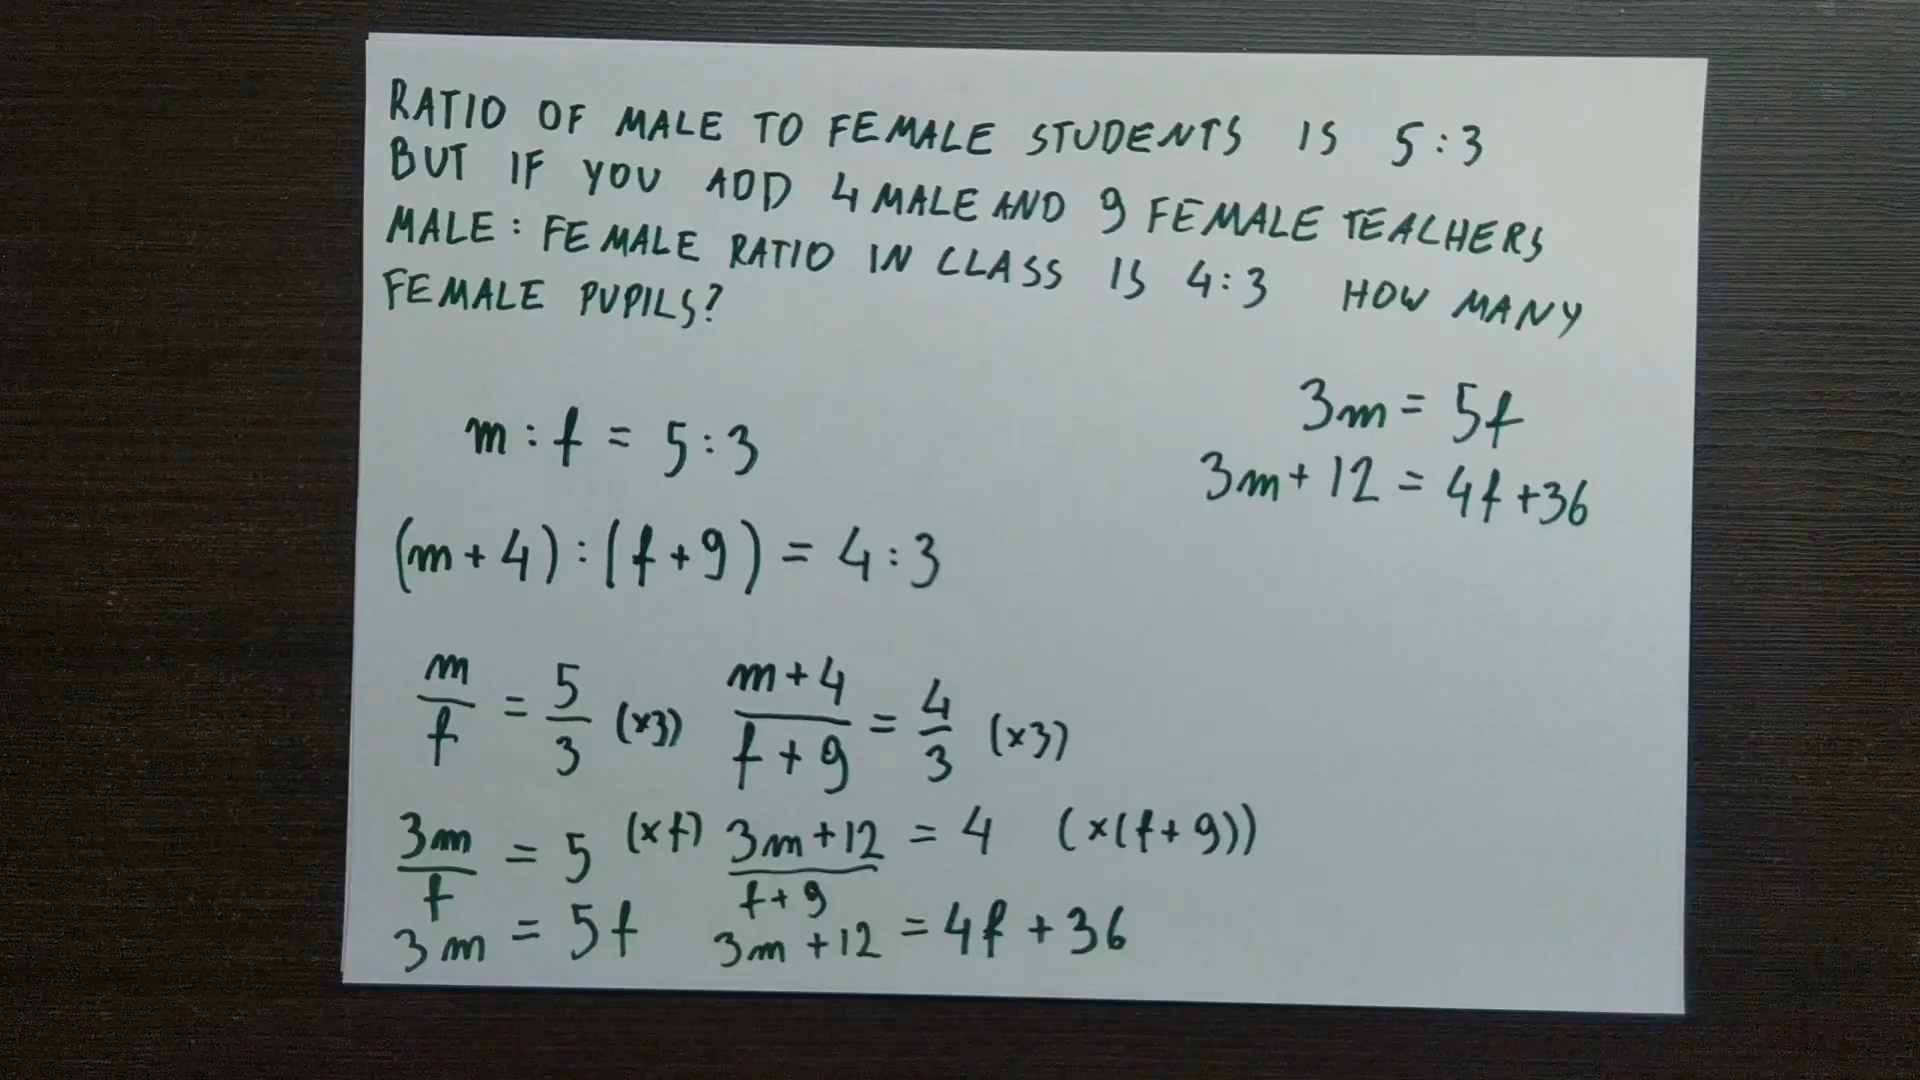 RATIO OF MALE TO FEMALE STUDENTS IS 5:3
BUT IF YOU ADD 4 MALE AND 9 FEMALE TEACHERS
MALE: FEMALE RATIO IN CLASS IS 4:3 HOW MANY
FEMALE PUPILS?
m:f = 5:3
(m+4):(f+9) = 4:3
m/f = 5/3 (x3)
3m/f = 5 (xf)
3m = 5f
m+4/f+9 = 4/3 (x3)
3m+12/f+9 = 4 (x(f+9))
3m+12 = 4f+36
3m = 5f
3m+12 = 4f+36